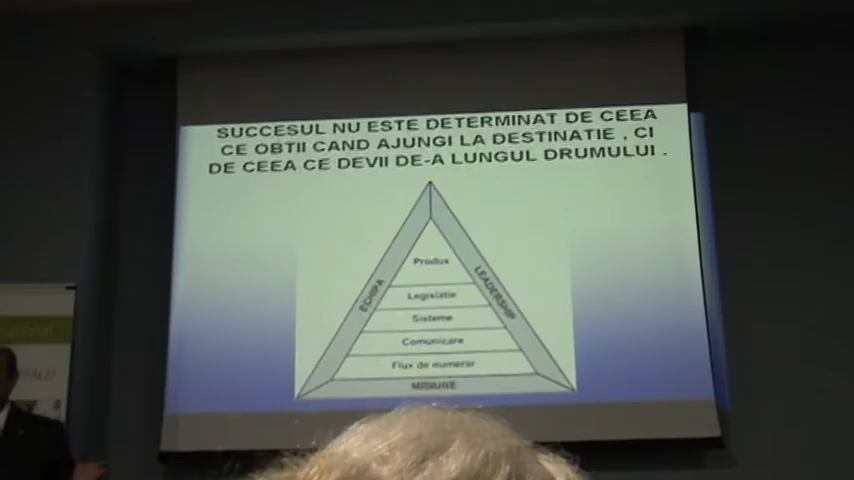 SUCCESUL NU ESTE DETERMINAT DE CEEA
CE OBTII CAND AJUNGI LA DESTINATIE , CI
DE CEEA CE DEVII DE-A LUNGUL DRUMULUI .
Produs
ECHIPA
LEADERSHIP
Legislatie
Sisteme
Comunicare
Flux de numerar
MISIUNE